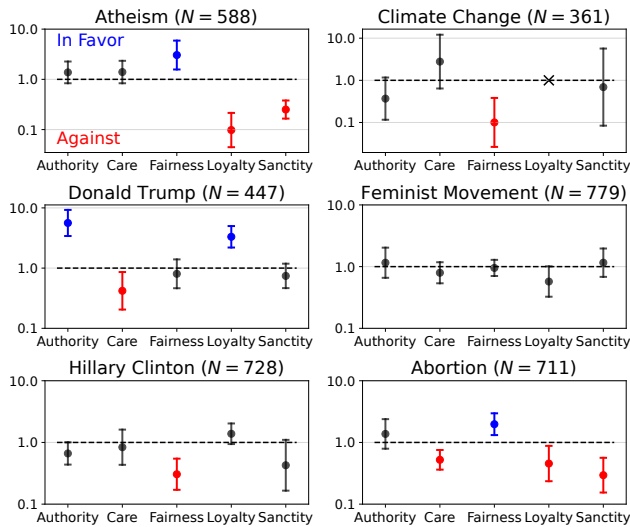 Atheism (N = 588)
In Favor
Against
1.0
0.1
Authority Care Fairness Loyalty Sanctity
Climate Change (N = 361)
1.0
0.1
Authority Care Fairness Loyalty Sanctity
Donald Trump (N = 447)
10.0
1.0
0.1
Authority Care Fairness Loyalty Sanctity
Feminist Movement (N = 779)
10.0
1.0
0.1
Authority Care Fairness Loyalty Sanctity
Hillary Clinton (N = 728)
10.0
1.0
0.1
Authority Care Fairness Loyalty Sanctity
Abortion (N = 711)
10.0
1.0
0.1
Authority Care Fairness Loyalty Sanctity